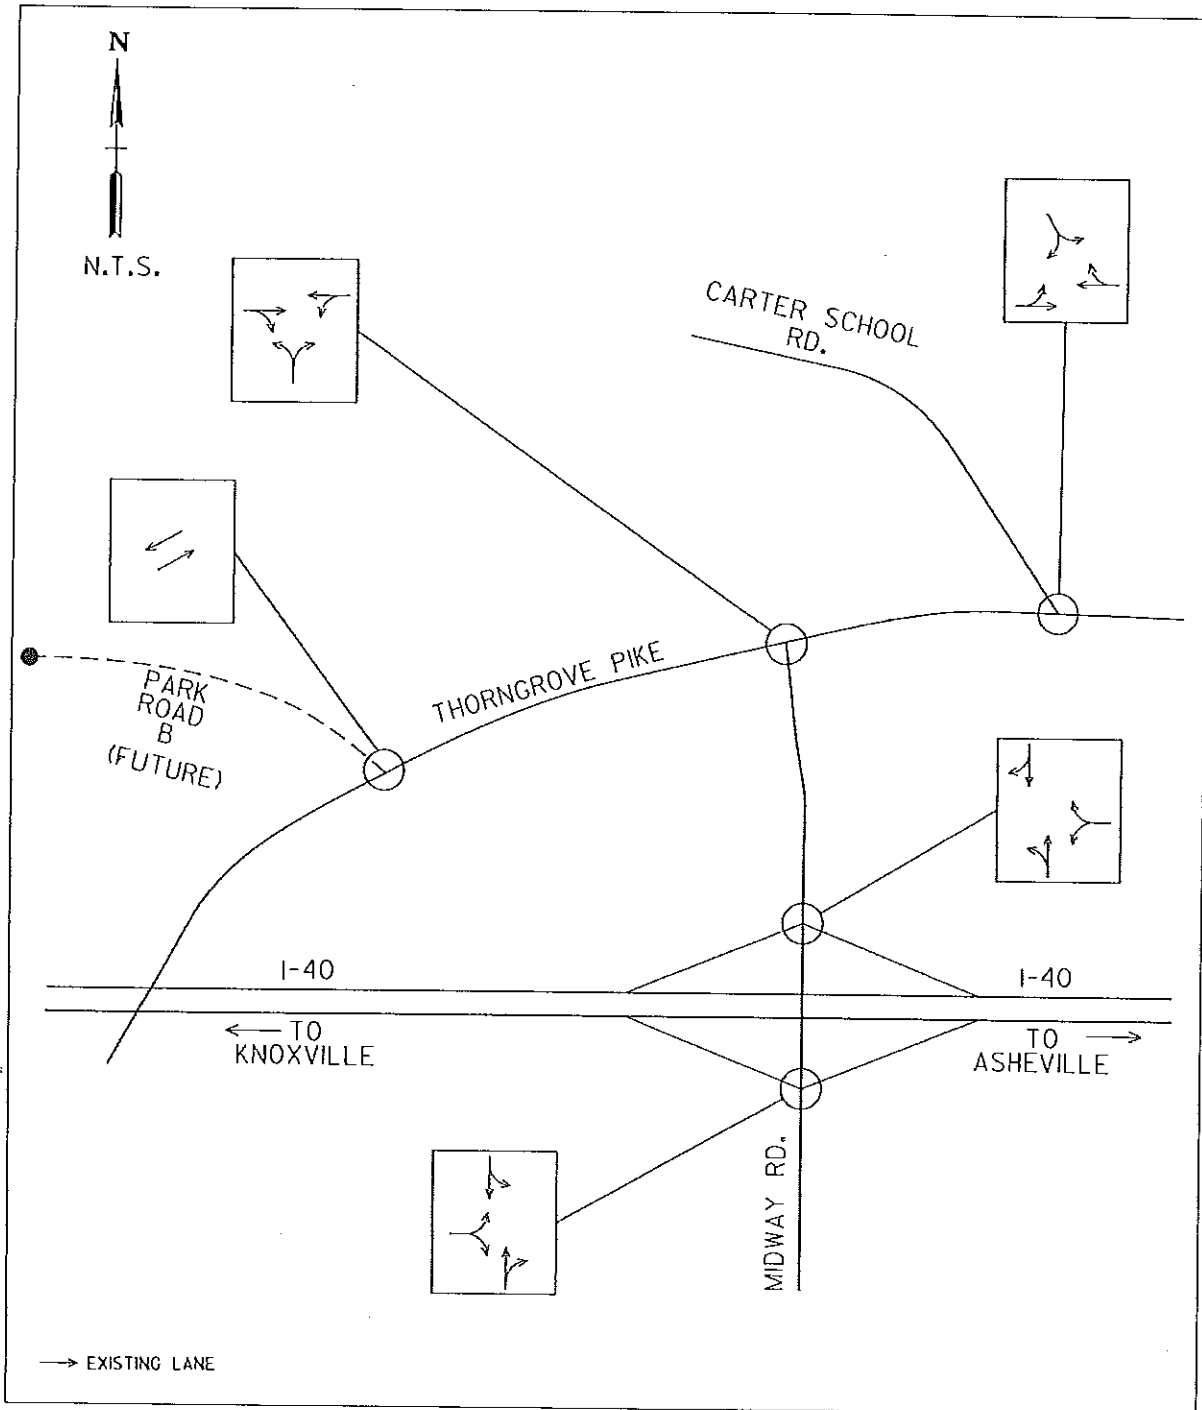 N
N.T.S.
CARTER SCHOOL
RD.
THORNGROVE PIKE
PARK
ROAD
B
(FUTURE)
I-40
I-40
TO
KNOXVILLE
TO
ASHEVILLE
MIDWAY RD.
EXISTING LANE